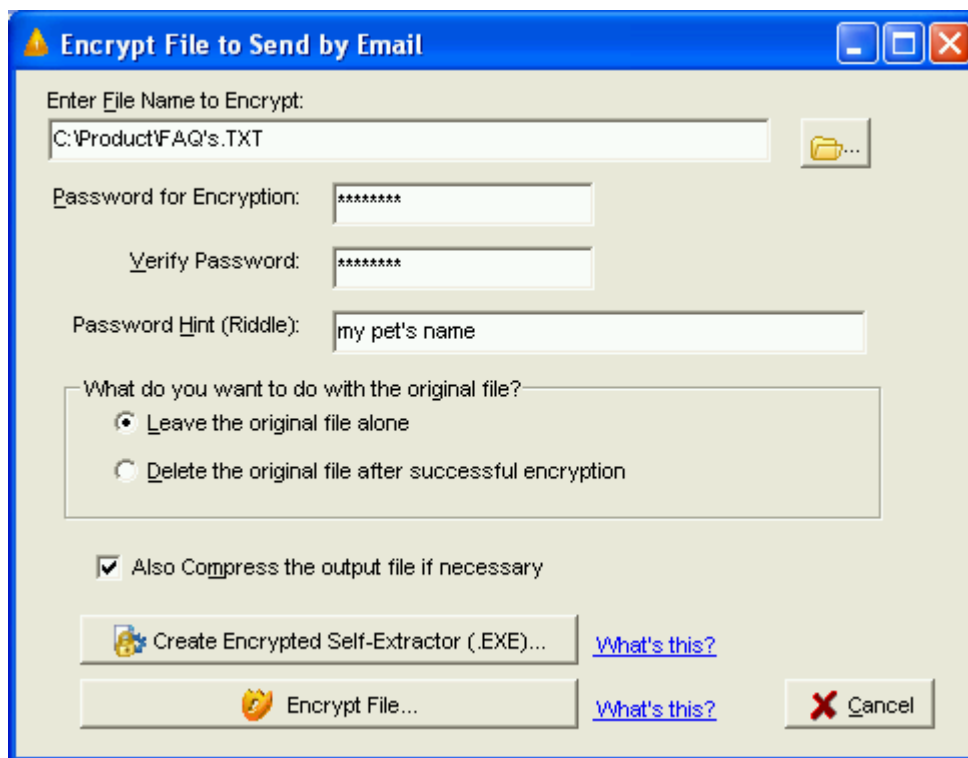 Encrypt File to Send by Email
Enter File Name to Encrypt:
C:\Product\FAQ's.TXT
...
Password for Encryption: ********
Verify Password: ********
Password Hint (Riddle): my pet's name
What do you want to do with the original file?
Leave the original file alone
Delete the original file after successful encryption
Also Compress the output file if necessary
Create Encrypted Self-Extractor (.EXE)... What's this?
Encrypt File... What's this? Cancel